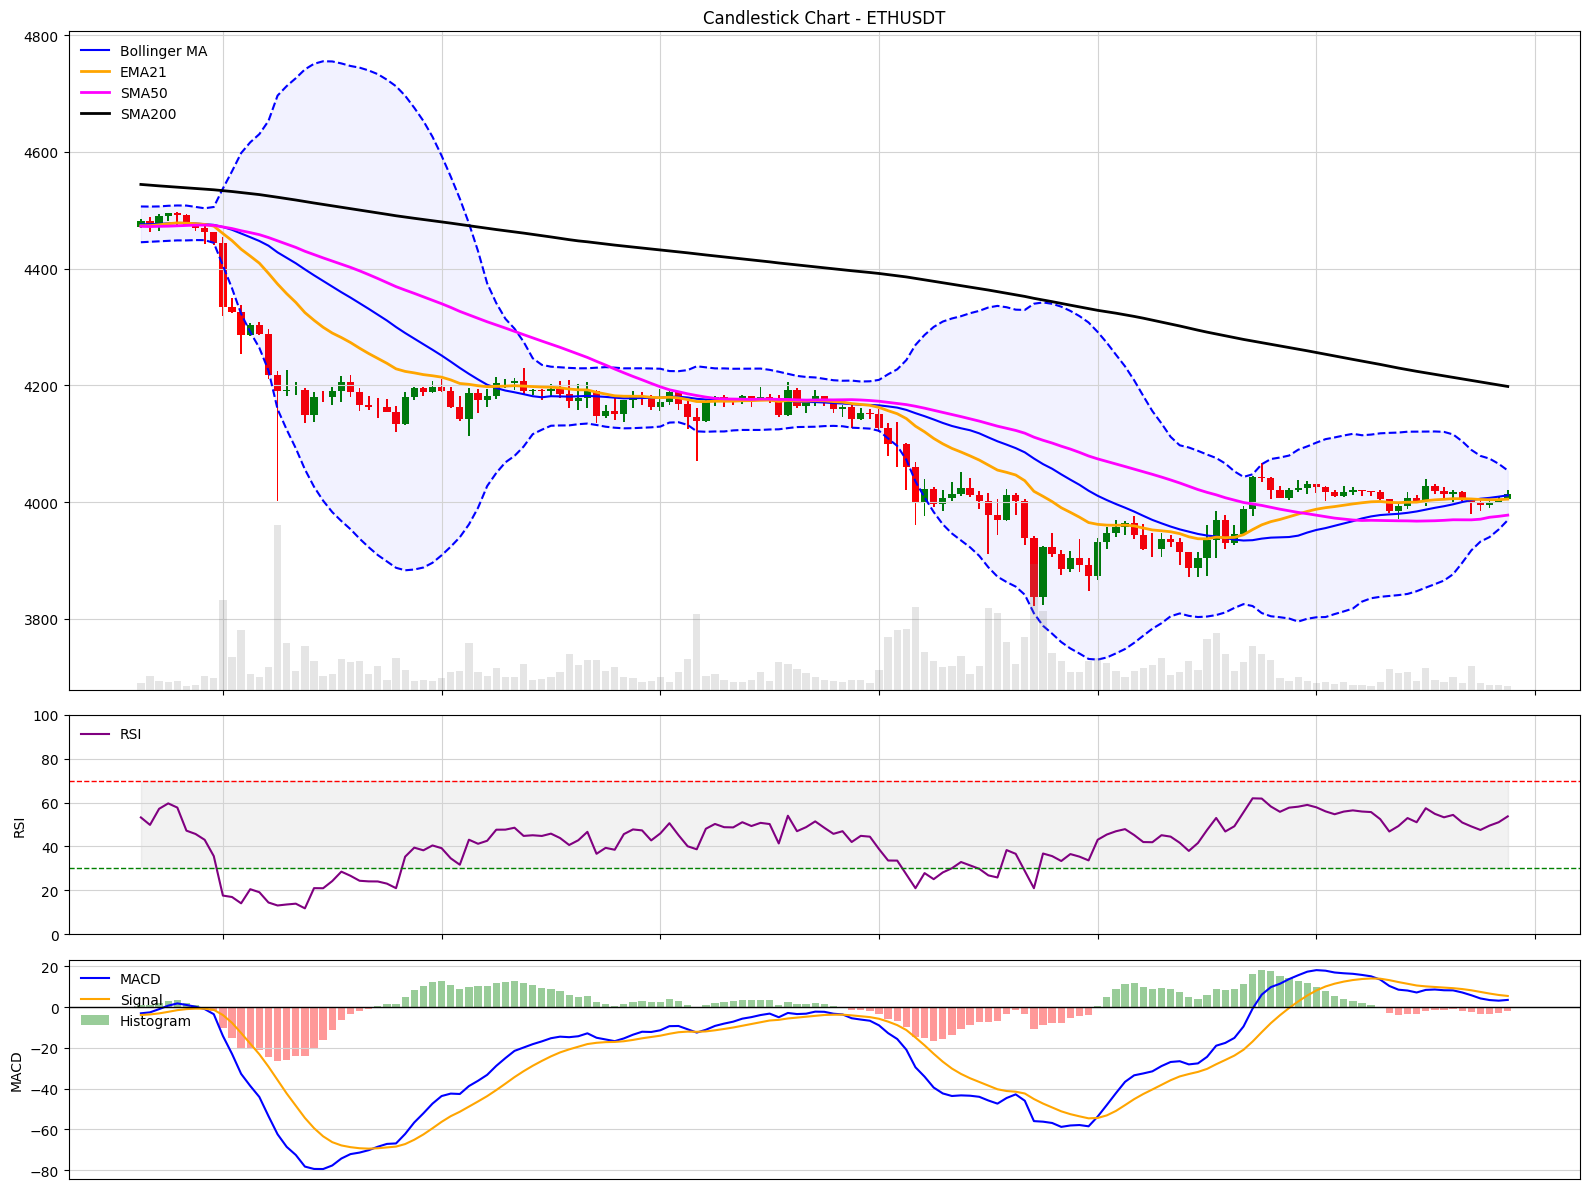 Candlestick Chart - ETHUSDT
Bollinger MA
EMA21
SMA50
SMA200
4800
4600
4400
4200
4000
3800
RSI
100
80
60
40
20
0
RSI
MACD
Signal
Histogram
20
0
−20
−40
−60
−80
MACD